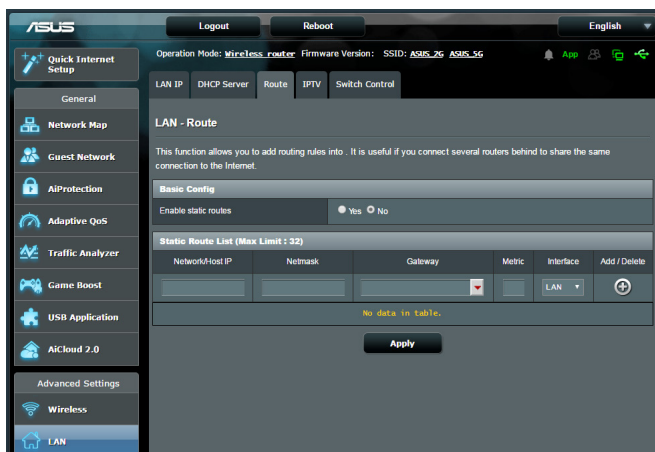 ASUS
Logout
Reboot
English
Quick Internet
Setup
General
Network Map
Guest Network
AiProtection
Adaptive QoS
Traffic Analyzer
Game Boost
USB Application
AiCloud 2.0
Advanced Settings
Wireless
LAN
Operation Mode: Wireless router Firmware Version: SSID: ASUS_2G ASUS_5G
App
LAN IP DHCP Server Route IPTV Switch Control
LAN - Route
This function allows you to add routing rules into . It is useful if you connect several routers behind to share the same
connection to the Internet.
Basic Config
Enable static routes Yes No
Static Route List (Max Limit : 32)
Network/Host IP Netmask Gateway Metric Interface Add / Delete
LAN
No data in table.
Apply